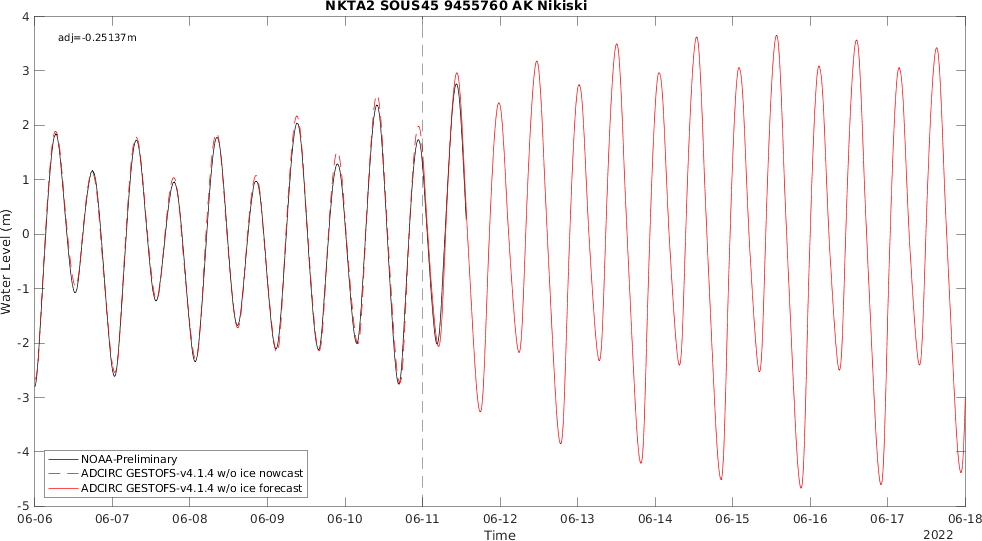 NKTA2 SOUS45 9455760 AK Nikiski
adj=-0.25137m
4
3
2
1
0
-1
-2
-3
-4
-5
Water Level (m)
NOAA-Preliminary
ADCIRC GESTOFS-v4.1.4 w/o ice nowcast
ADCIRC GESTOFS-v4.1.4 w/o ice forecast
06-06 06-07 06-08 06-09 06-10 06-11 06-12 06-13 06-14 06-15 06-16 06-17 06-18
Time
2022